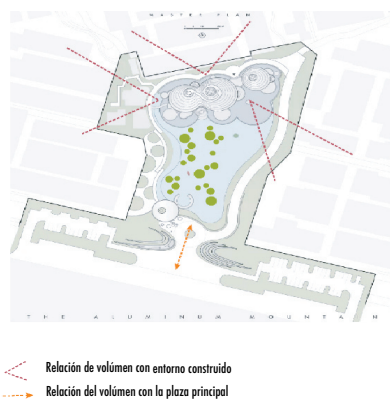 MASTER PLAN
THE ALUMINUM MOUNTAIN
Relación de volúmen con entorno construido
Relación del volúmen con la plaza principal